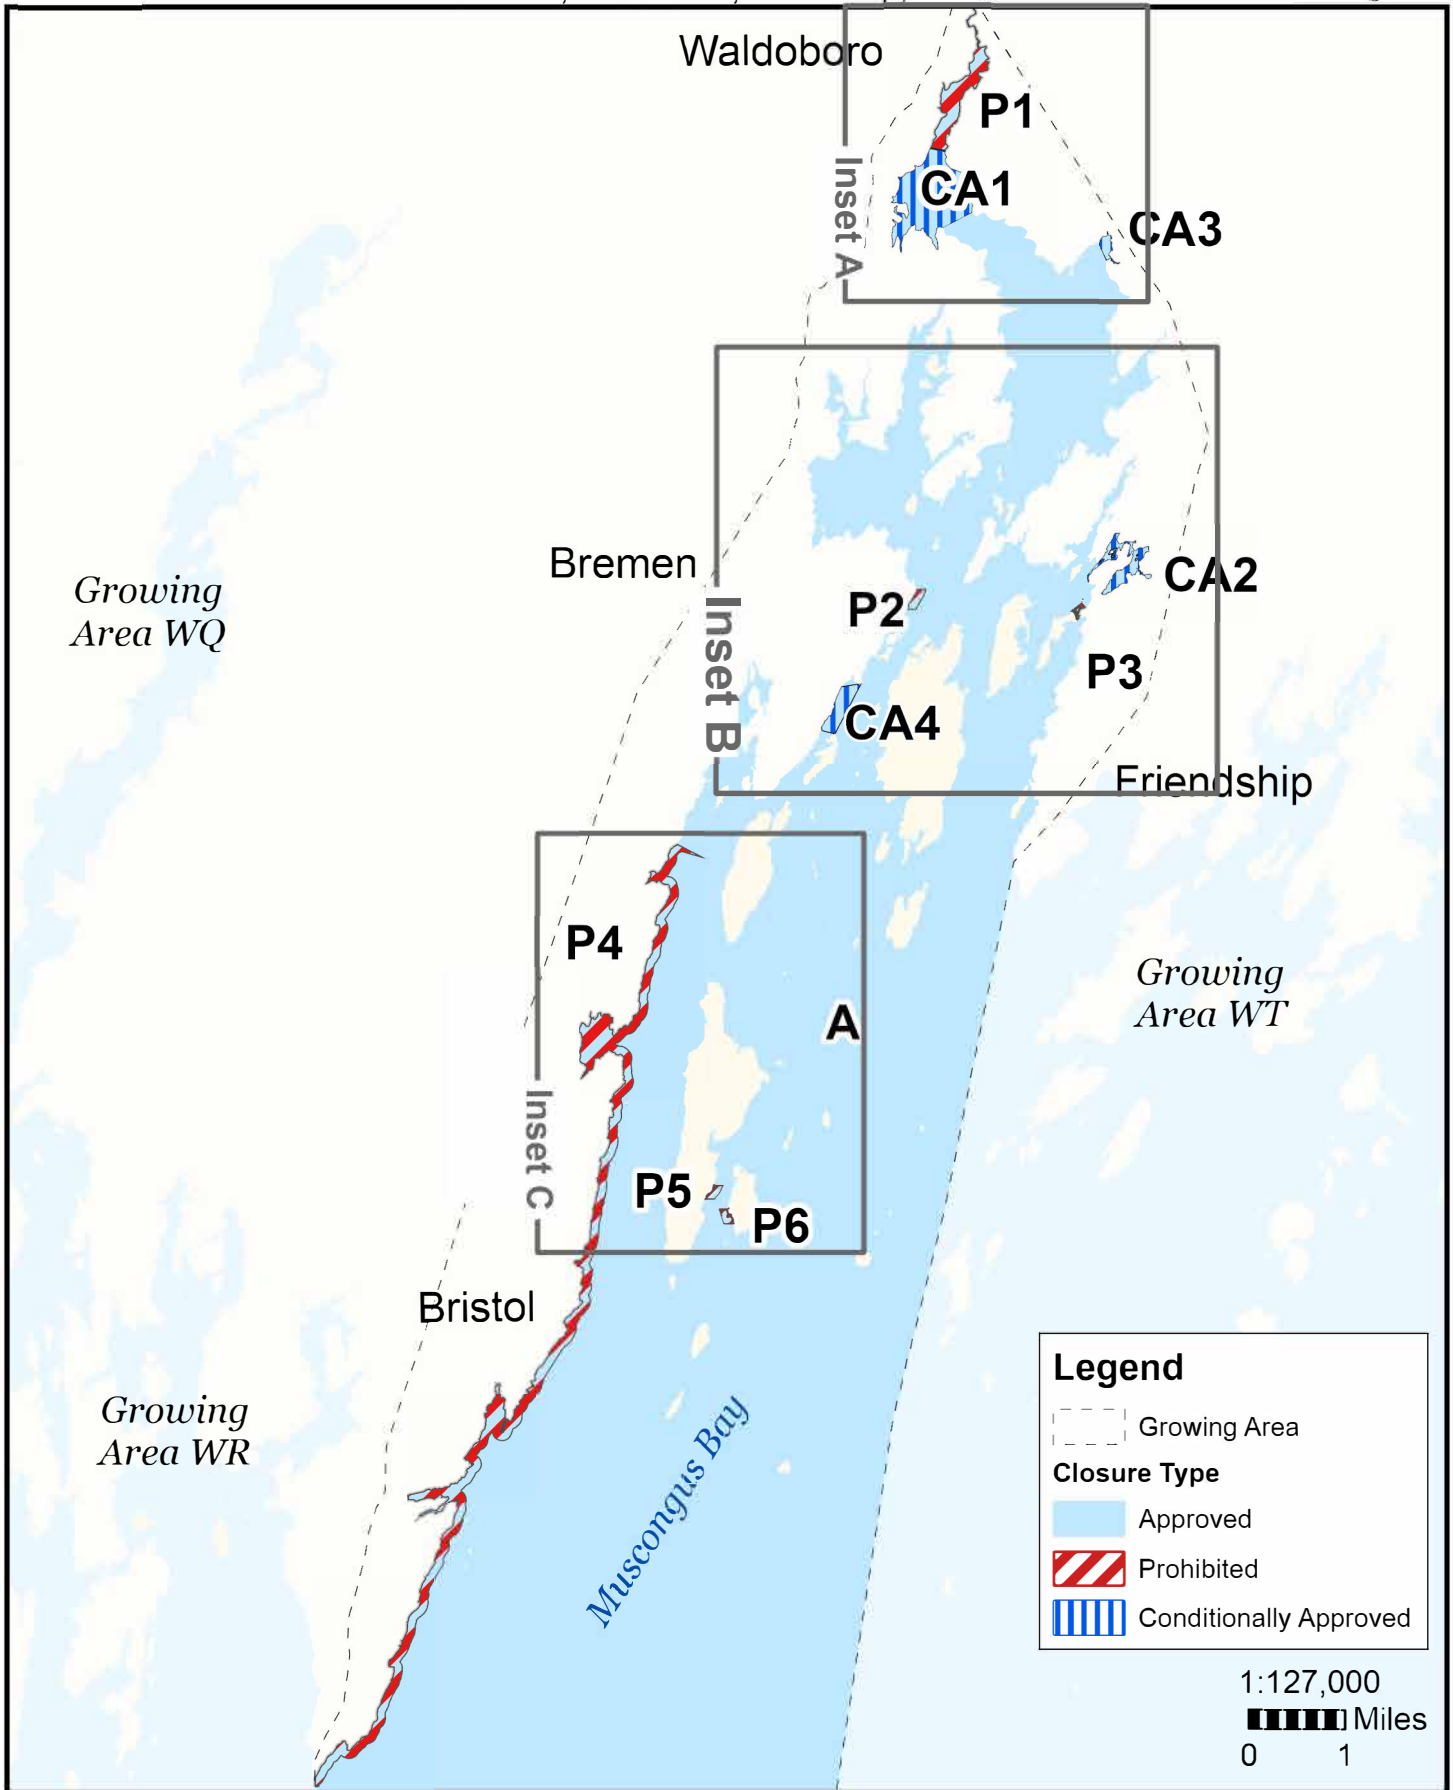 Waldoboro
P1
CA1
Inset A
CA3
Bremen
CA2
Growing
Area WQ
P2
Inset B
P3
CA4
Friendship
P4
Growing
Area WT
A
Inset C
P5
P6
Bristol
Growing
Area WR
Muscongus Bay
Legend
Growing Area
Closure Type
Approved
Prohibited
Conditionally Approved
1:127,000
Miles
0 1